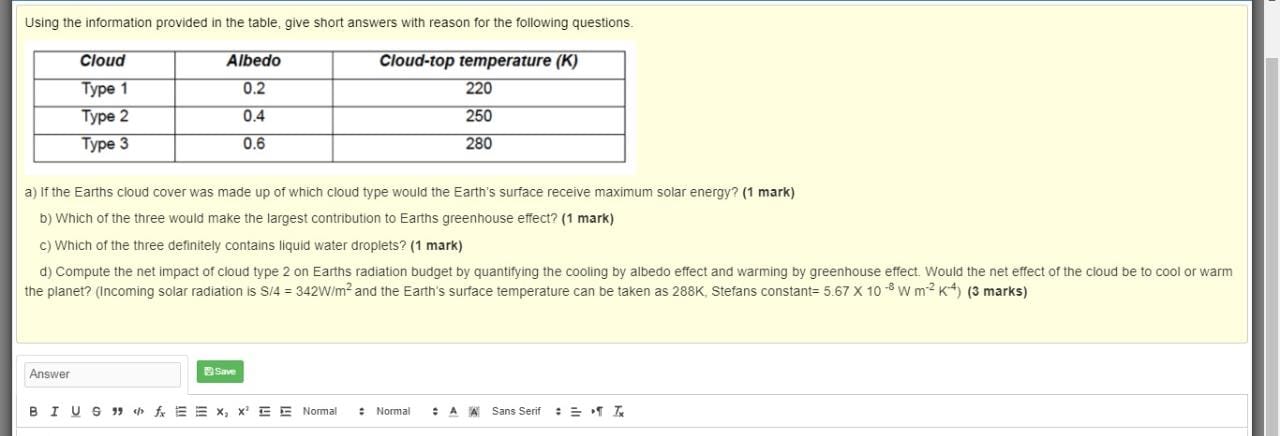 Using the information provided in the table, give short answers with reason for the following questions.
Cloud Albedo Cloud-top temperature (K)
Type 1 0.2 220
Type 2 0.4 250
Type 3 0.6 280
a) If the Earths cloud cover was made up of which cloud type would the Earth's surface receive maximum solar energy? (1 mark)
b) Which of the three would make the largest contribution to Earths greenhouse effect? (1 mark)
c) Which of the three definitely contains liquid water droplets? (1 mark)
d) Compute the net impact of cloud type 2 on Earths radiation budget by quantifying the cooling by albedo effect and warming by greenhouse effect. Would the net effect of the cloud be to cool or warm
the planet? (Incoming solar radiation is S/4 = 342W/m² and the Earth's surface temperature can be taken as 288K, Stefans constant= 5.67 X 10 ⁻⁸ W m⁻² K⁻⁴) (3 marks)
Answer
Save
B I U S ” </> fx x₂ x² Normal Normal A A Sans Serif ¶ Tx